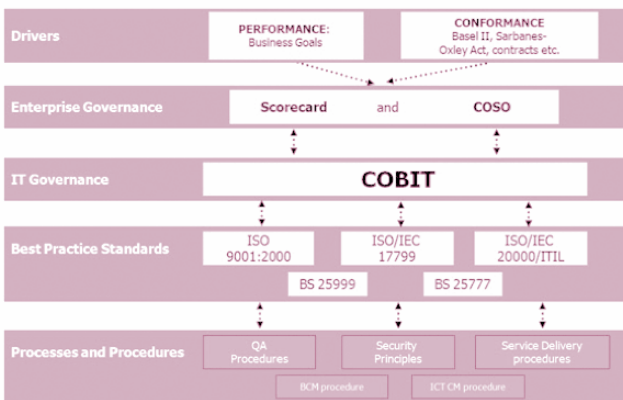 Drivers
PERFORMANCE:
Business Goals
CONFORMANCE
Basel II, Sarbanes-
Oxley Act, contracts etc.
Enterprise Governance
Scorecard and COSO
IT Governance
COBIT
Best Practice Standards
ISO
9001:2000
ISO/IEC
17799
ISO/IEC
20000/ITIL
BS 25999
BS 25777
Processes and Procedures
QA
Procedures
Security
Principles
Service Delivery
procedures
BCM procedure
ICT CM procedure